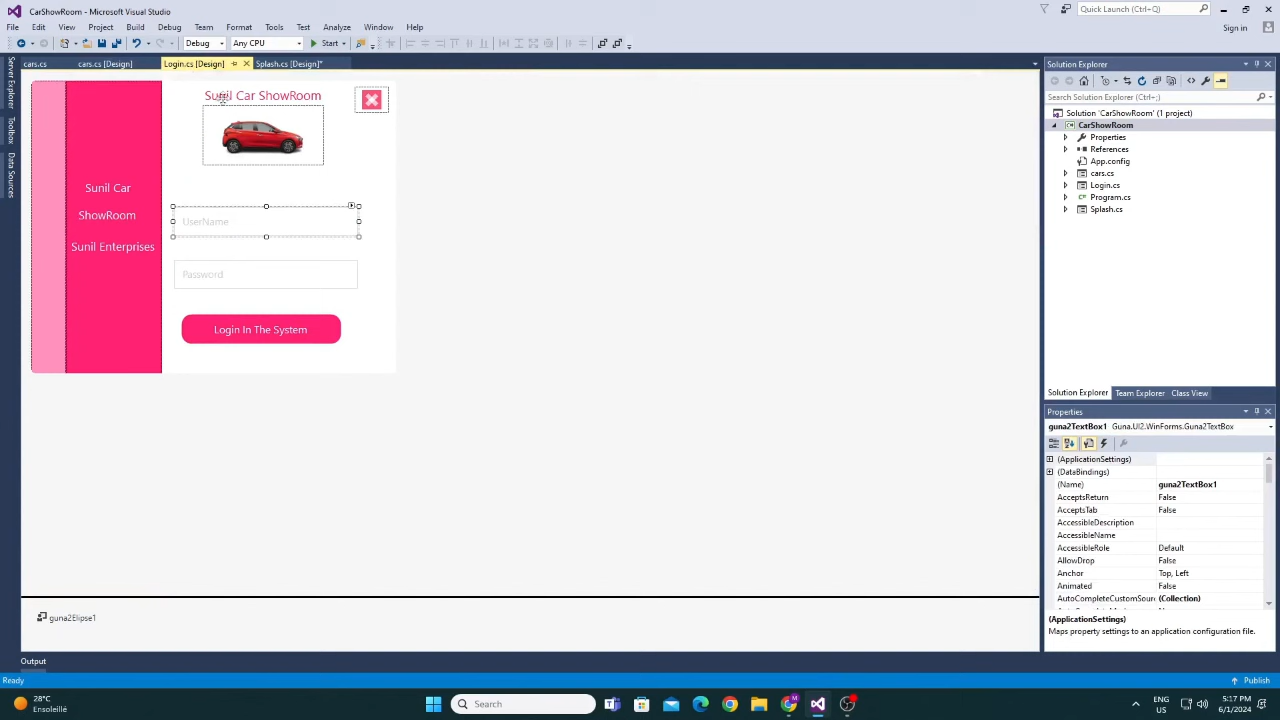 CarShowRoom - Microsoft Visual Studio
Quick Launch (Ctrl+Q)
File Edit View Project Build Debug Team Format Tools Test Analyze Window Help
Sign in
Debug Any CPU Start
cars.cs cars.cs [Design] Login.cs [Design] Splash.cs [Design]*
Server Explorer
Toolbox
Data Sources
Sunil Car ShowRoom
Sunil Car
ShowRoom
Sunil Enterprises
UserName
Password
Login In The System
guna2Elipse1
Output
Solution Explorer
Search Solution Explorer (Ctrl+;)
Solution 'CarShowRoom' (1 project)
CarShowRoom
Properties
References
App.config
cars.cs
Login.cs
Program.cs
Splash.cs
Solution Explorer Team Explorer Class View
Properties
guna2TextBox1 Guna.UI2.WinForms.Guna2TextBox
(ApplicationSettings)
(DataBindings)
(Name) guna2TextBox1
AcceptsReturn False
AcceptsTab False
AccessibleDescription
AccessibleName
AccessibleRole Default
AllowDrop False
Anchor Top, Left
Animated False
AutoCompleteCustomSourc (Collection)
(ApplicationSettings)
Maps property settings to an application configuration file.
Ready
Publish
28°C
Ensoleillé
Search
ENG
US
5:17 PM
6/1/2024